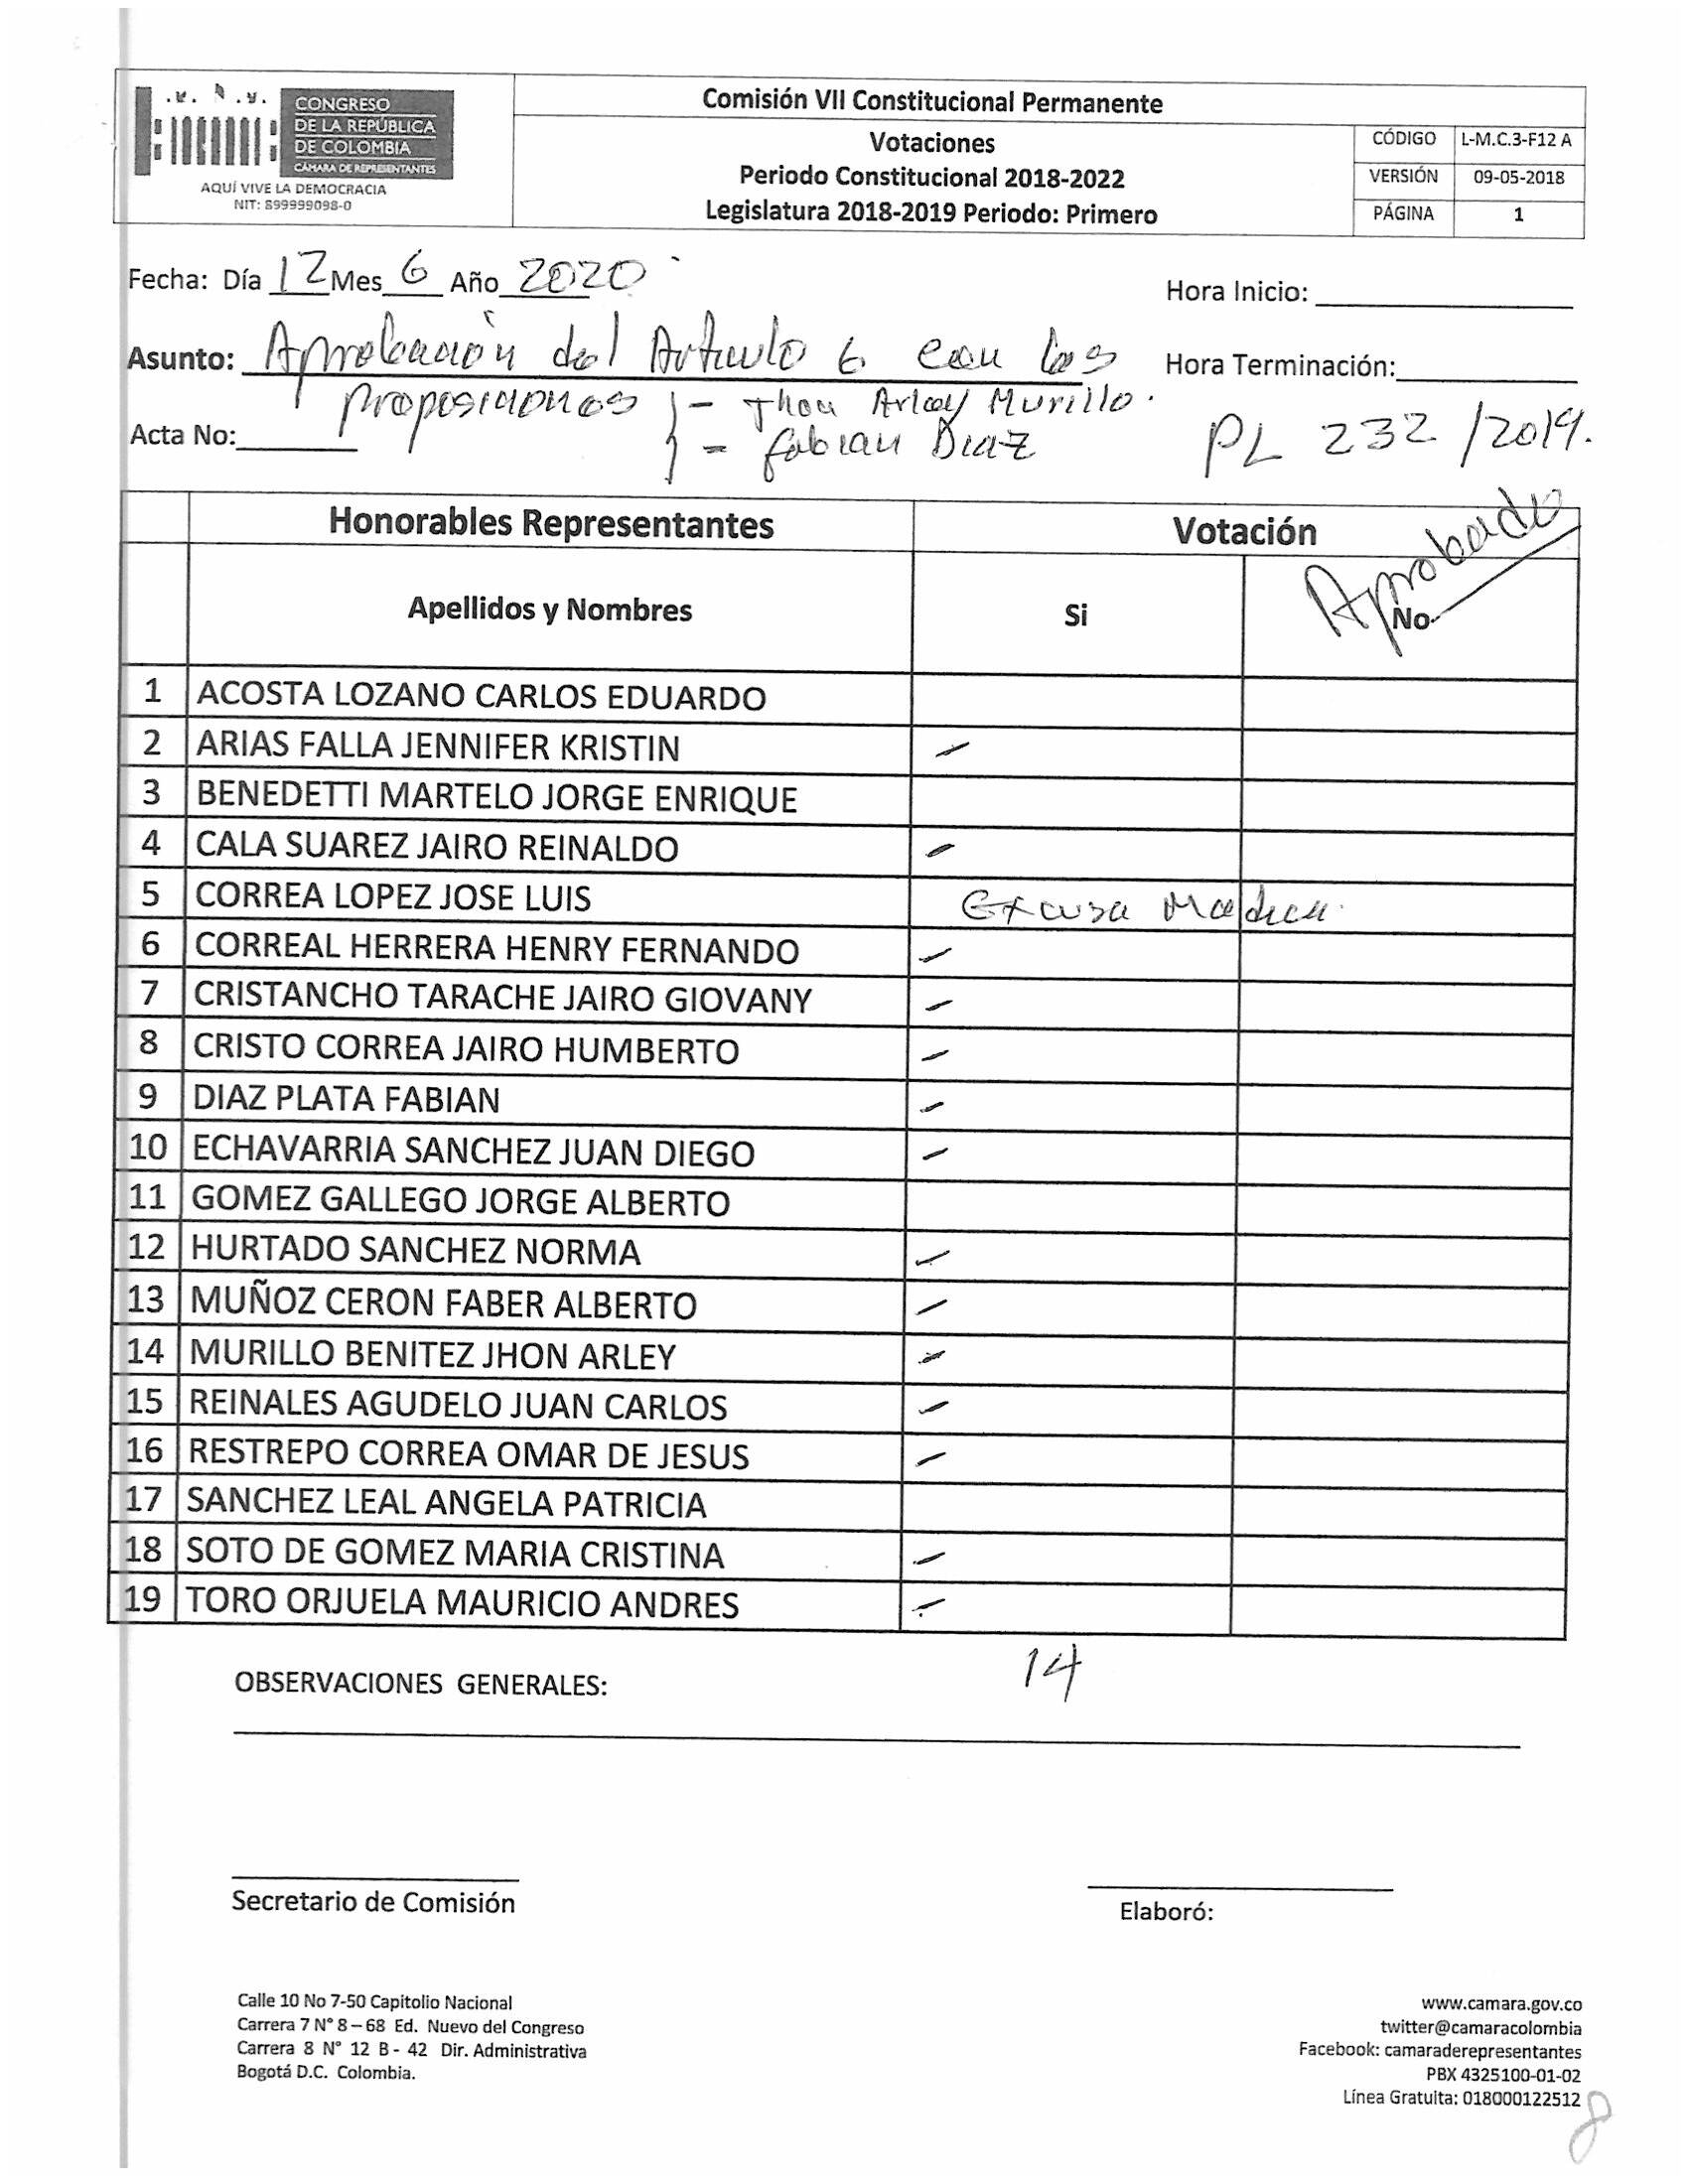 CONGRESO
DE LA REPÚBLICA
DE COLOMBIA
CÁMARA DE REPRESENTANTES
AQUÍ VIVE LA DEMOCRACIA
NIT: 899999098-0
Comisión VII Constitucional Permanente
Votaciones
Periodo Constitucional 2018-2022
Legislatura 2018-2019 Periodo: Primero
CÓDIGO L-M.C.3-F12 A
VERSIÓN 09-05-2018
PÁGINA 1
Fecha: Día 12 Mes 6 Año 2020
Hora Inicio:
Asunto: Aprobación del Articulo 6 con las
Hora Terminación:
proposiciones - Jhon Arley Murillo.
Acta No: - Fabian Diaz
PL 232 /2019.
Honorables Representantes Votación
Aprobado
Apellidos y Nombres Si No
1 ACOSTA LOZANO CARLOS EDUARDO
2 ARIAS FALLA JENNIFER KRISTIN
3 BENEDETTI MARTELO JORGE ENRIQUE
4 CALA SUAREZ JAIRO REINALDO
5 CORREA LOPEZ JOSE LUIS Excusa Medica.
6 CORREAL HERRERA HENRY FERNANDO
7 CRISTANCHO TARACHE JAIRO GIOVANY
8 CRISTO CORREA JAIRO HUMBERTO
9 DIAZ PLATA FABIAN
10 ECHAVARRIA SANCHEZ JUAN DIEGO
11 GOMEZ GALLEGO JORGE ALBERTO
12 HURTADO SANCHEZ NORMA
13 MUÑOZ CERON FABER ALBERTO
14 MURILLO BENITEZ JHON ARLEY
15 REINALES AGUDELO JUAN CARLOS
16 RESTREPO CORREA OMAR DE JESUS
17 SANCHEZ LEAL ANGELA PATRICIA
18 SOTO DE GOMEZ MARIA CRISTINA
19 TORO ORJUELA MAURICIO ANDRES
14
OBSERVACIONES GENERALES:
Secretario de Comisión
Elaboró:
Calle 10 No 7-50 Capitolio Nacional
Carrera 7 N° 8 – 68 Ed. Nuevo del Congreso
Carrera 8 N° 12 B - 42 Dir. Administrativa
Bogotá D.C. Colombia.
www.camara.gov.co
twitter@camaracolombia
Facebook: camaraderepresentantes
PBX 4325100-01-02
Línea Gratuita: 018000122512
8